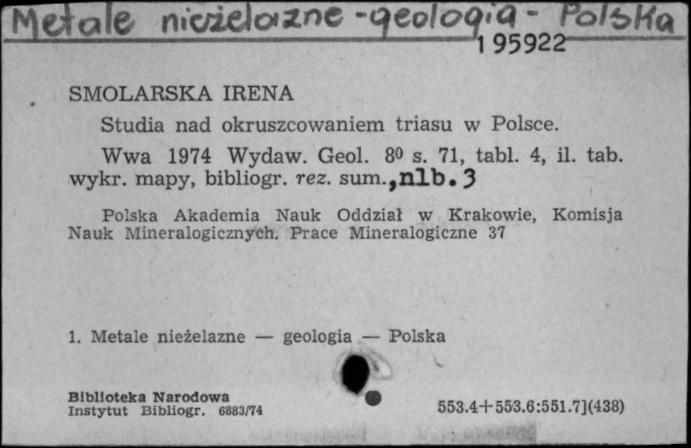 Metale nieżelazne - geologia - Polska
195922
SMOLARSKA IRENA
Studia nad okruszcowaniem triasu w Polsce.
Wwa 1974 Wydaw. Geol. 8⁰ s. 71, tabl. 4, il. tab.
wykr. mapy, bibliogr. rez. sum., nlb. 3
Polska Akademia Nauk Oddział w Krakowie, Komisja
Nauk Mineralogicznych. Prace Mineralogiczne 37
1. Metale nieżelazne — geologia — Polska
Biblioteka Narodowa
Instytut Bibliogr. 6883/74
553.4+553.6:551.7](438)